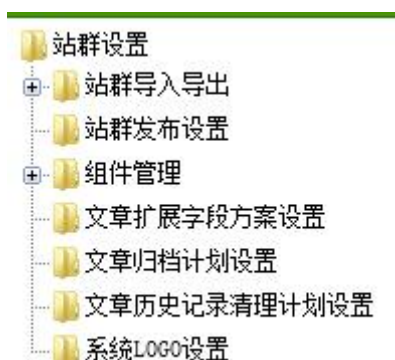 站群设置
站群导入导出
站群发布设置
组件管理
文章扩展字段方案设置
文章归档计划设置
文章历史记录清理计划设置
系统LOGO设置